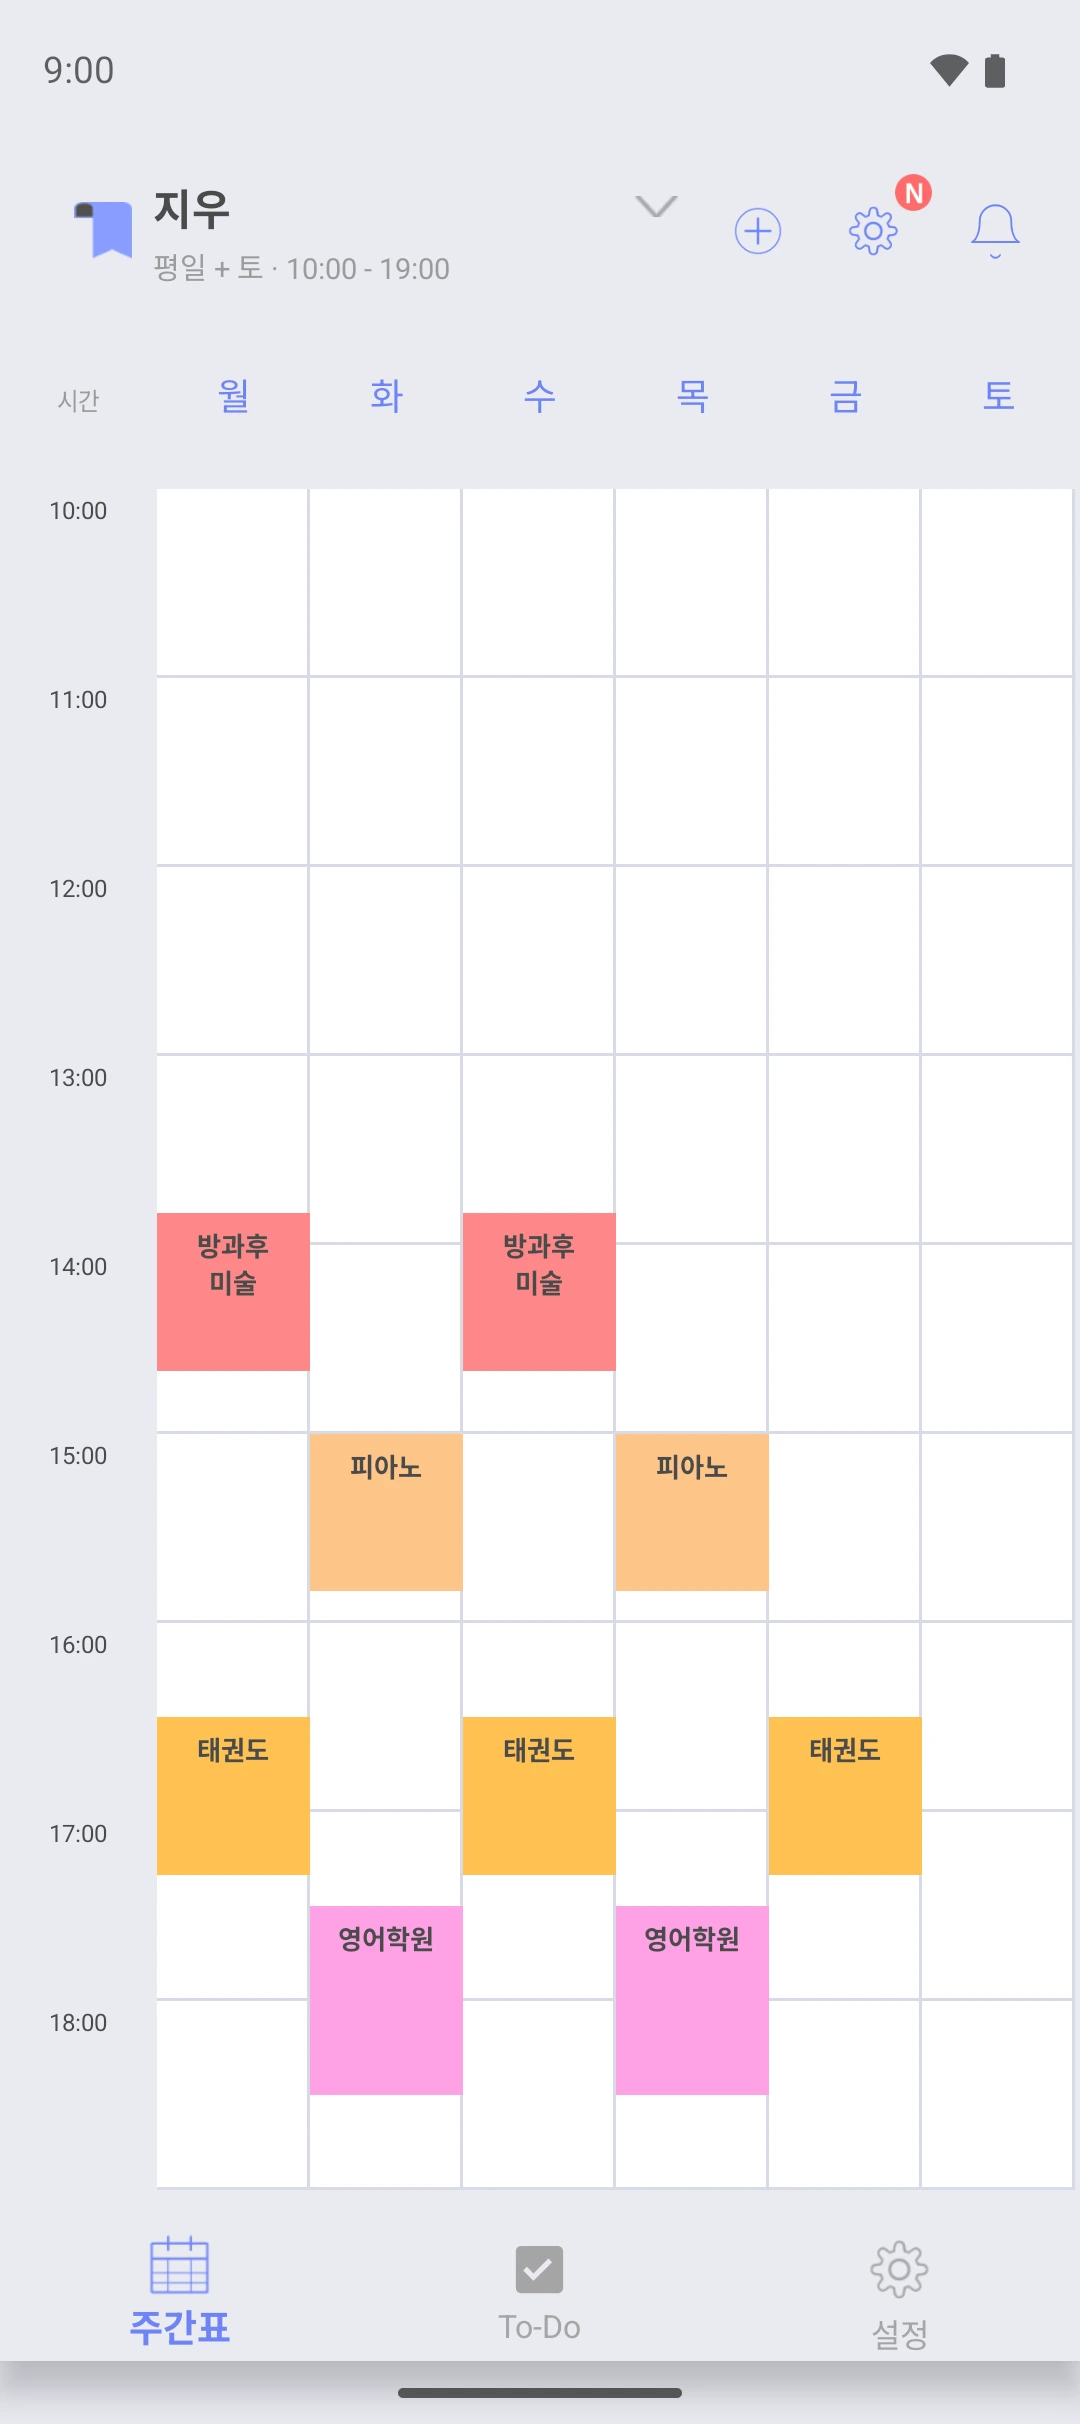 9:00
지우
N
평일 + 토 · 10:00 - 19:00
시간 월 화 수 목 금 토
10:00
11:00
12:00
13:00
방과후 방과후
미술 미술
14:00
15:00
피아노 피아노
16:00
태권도 태권도 태권도
17:00
영어학원 영어학원
18:00
주간표 To-Do 설정